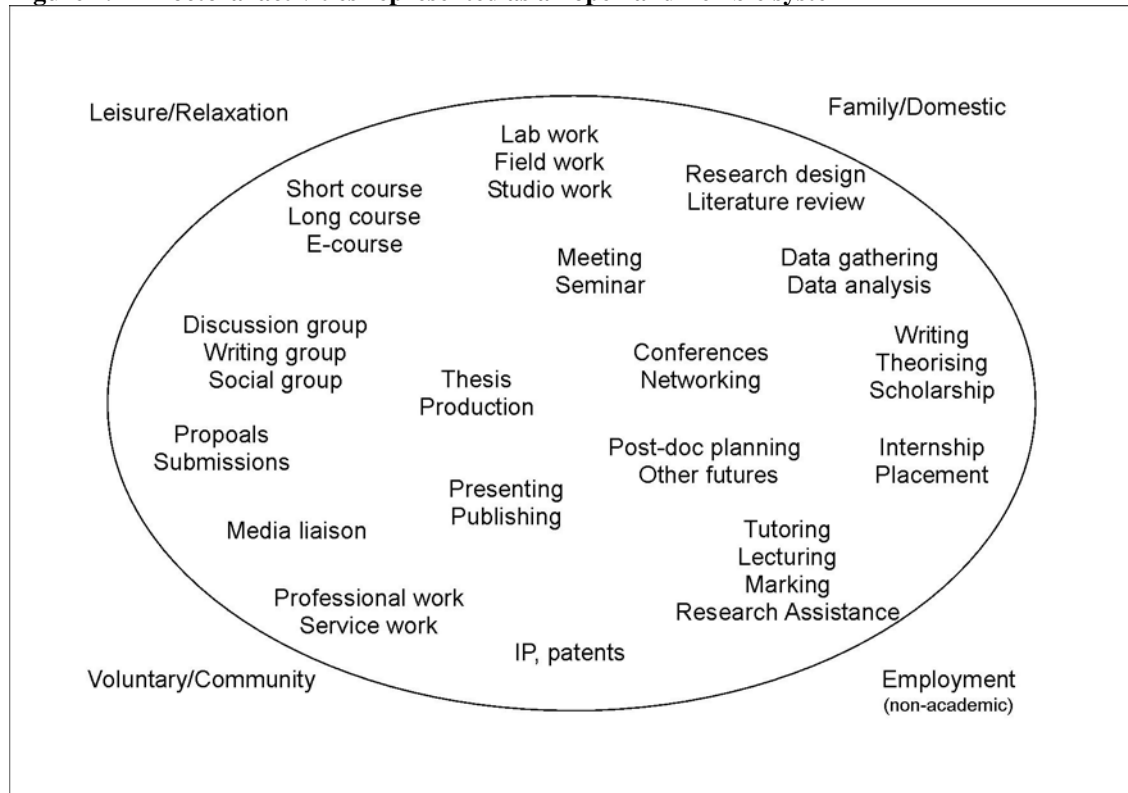 Leisure/Relaxation
Family/Domestic
Lab work
Field work
Studio work
Research design
Literature review
Short course
Long course
E-course
Meeting
Seminar
Data gathering
Data analysis
Discussion group
Writing group
Social group
Writing
Theorising
Scholarship
Conferences
Networking
Thesis
Production
Propoals
Submissions
Post-doc planning
Other futures
Internship
Placement
Presenting
Publishing
Media liaison
Tutoring
Lecturing
Marking
Research Assistance
Professional work
Service work
IP, patents
Voluntary/Community
Employment
(non-academic)